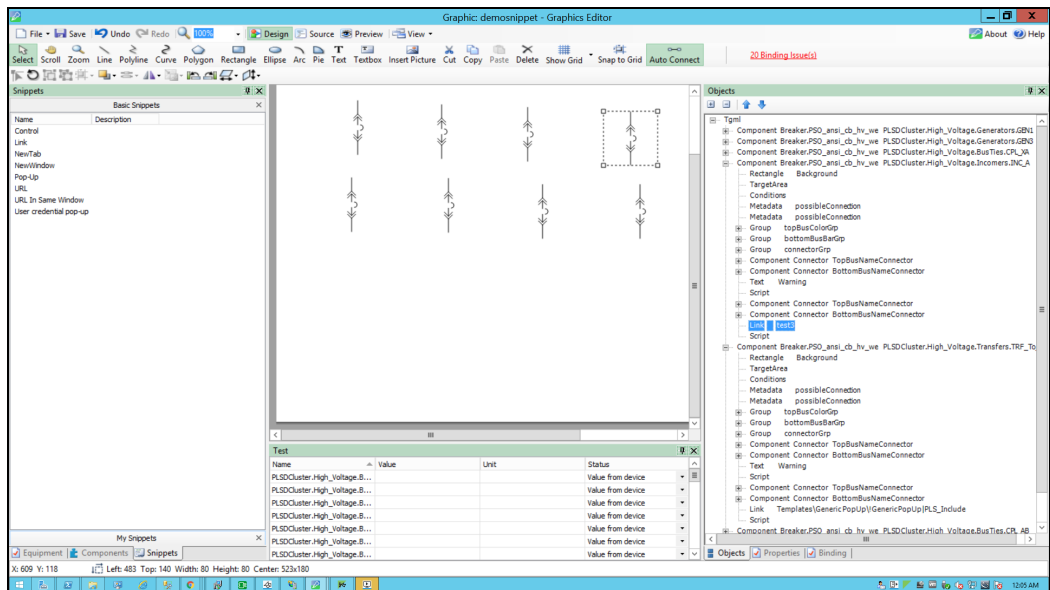 Graphic: demosnippet - Graphics Editor
File Save Undo Redo 100% Design Source Preview View About Help
Select Scroll Zoom Line Polyline Curve Polygon Rectangle Ellipse Arc Pie Text Textbox Insert Picture Cut Copy Paste Delete Show Grid Snap to Grid Auto Connect 20 Binding Issue(s)
Snippets
Basic Snippets
Name Description
Control
Link
NewTab
NewWindow
Pop-Up
URL
URL In Same Window
User credential pop-up
My Snippets
Equipment Components Snippets
Test
Name Value Unit Status
PLSDCluster.High_Voltage.B... Value from device
PLSDCluster.High_Voltage.B... Value from device
PLSDCluster.High_Voltage.B... Value from device
PLSDCluster.High_Voltage.B... Value from device
PLSDCluster.High_Voltage.B... Value from device
PLSDCluster.High_Voltage.B... Value from device
PLSDCluster.High_Voltage.B... Value from device
Objects
Tgml
Component Breaker.PSO_ansi_cb_hv_we PLSDCluster.High_Voltage.Generators.GEN1
Component Breaker.PSO_ansi_cb_hv_we PLSDCluster.High_Voltage.Generators.GEN3
Component Breaker.PSO_ansi_cb_hv_we PLSDCluster.High_Voltage.BusTies.CPL_XA
Component Breaker.PSO_ansi_cb_hv_we PLSDCluster.High_Voltage.Incomers.INC_A
Rectangle Background
TargetArea
Conditions
Metadata possibleConnection
Metadata possibleConnection
Group topBusColorGrp
Group bottomBusBarGrp
Group connectorGrp
Component Connector TopBusNameConnector
Component Connector BottomBusNameConnector
Text Warning
Script
Component Connector TopBusNameConnector
Component Connector BottomBusNameConnector
Link test3
Script
Component Breaker.PSO_ansi_cb_hv_we PLSDCluster.High_Voltage.Transfers.TRF_To
Rectangle Background
TargetArea
Conditions
Metadata possibleConnection
Metadata possibleConnection
Group topBusColorGrp
Group bottomBusBarGrp
Group connectorGrp
Component Connector TopBusNameConnector
Component Connector BottomBusNameConnector
Text Warning
Script
Component Connector TopBusNameConnector
Component Connector BottomBusNameConnector
Link Templates\Generic PopUp\!GenericPopUp|PLS_Include
Script
Component Breaker.PSO_ansi_cb_hv_we PLSDCluster.High_Voltage.BusTies.CPL_AB
Objects Properties Binding
X: 609 Y: 118 Left: 483 Top: 140 Width: 80 Height: 80 Center: 523x180
12:05 AM